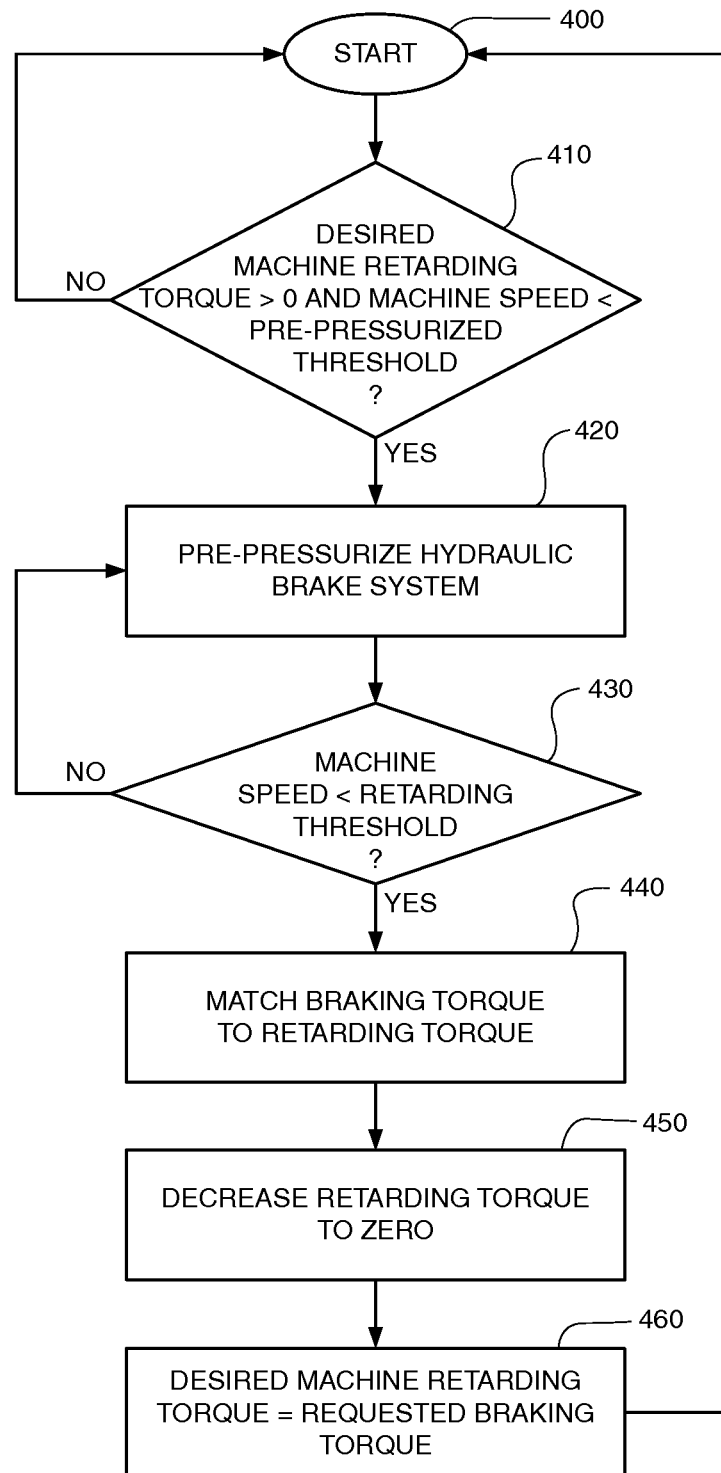 400
START
410
DESIRED
MACHINE RETARDING
TORQUE > 0 AND MACHINE SPEED <
PRE-PRESSURIZED
THRESHOLD
?
NO
YES
420
PRE-PRESSURIZE HYDRAULIC
BRAKE SYSTEM
430
MACHINE
SPEED < RETARDING
THRESHOLD
?
NO
YES
440
MATCH BRAKING TORQUE
TO RETARDING TORQUE
450
DECREASE RETARDING TORQUE
TO ZERO
460
DESIRED MACHINE RETARDING
TORQUE = REQUESTED BRAKING
TORQUE